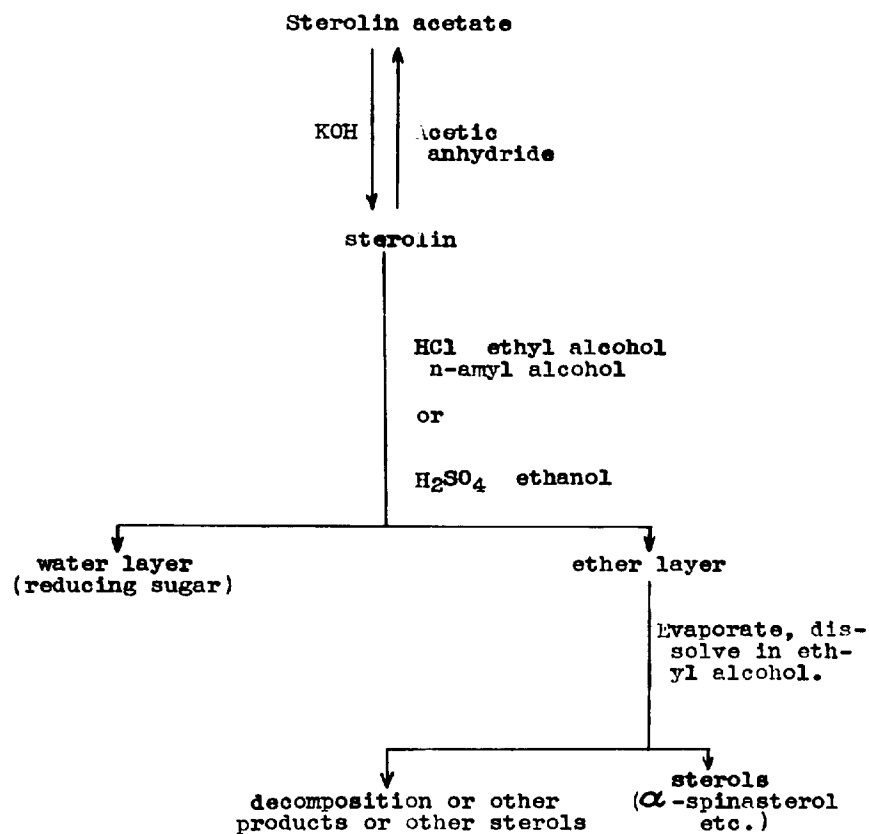 Sterolin acetate
KOH
Acetic
anhydride
sterolin
HCl ethyl alcohol
n-amyl alcohol
or
H₂SO₄ ethanol
water layer
(reducing sugar)
ether layer
Evaporate, dis-
solve in eth-
yl alcohol.
decomposition or other
products or other sterols
sterols
(α-spinasterol
etc.)